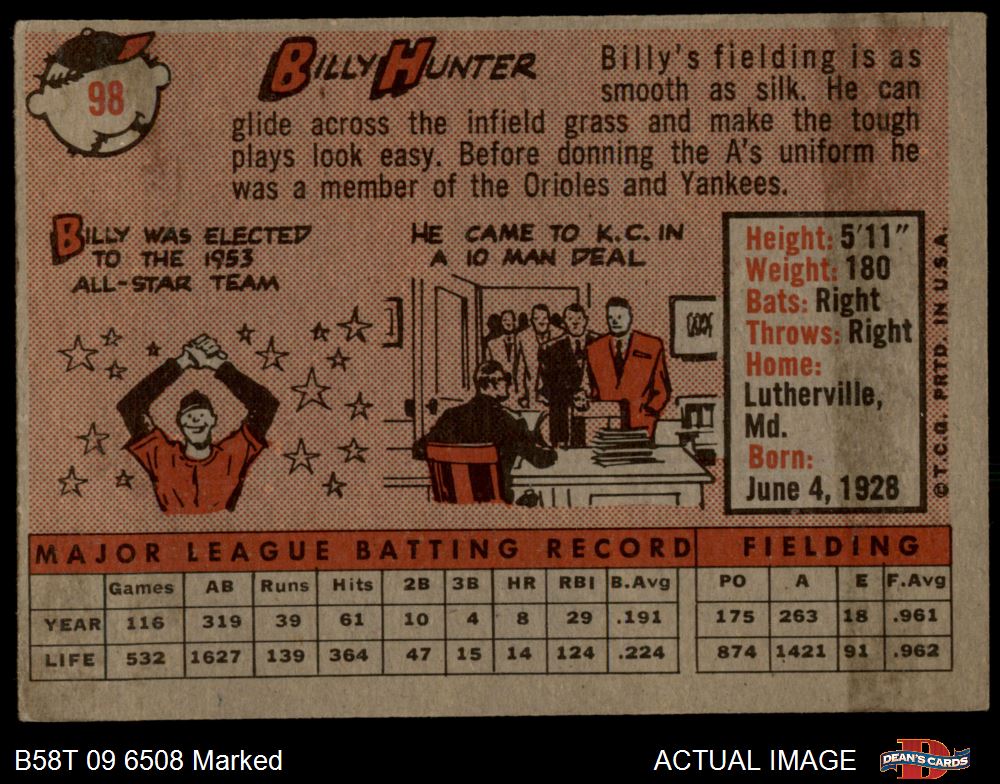 98
BILLY HUNTER
Billy's fielding is as
smooth as silk. He can
glide across the infield grass and make the tough
plays look easy. Before donning the A's uniform he
was a member of the Orioles and Yankees.
BILLY WAS ELECTED
TO THE 1953
ALL-STAR TEAM
HE CAME TO K.C. IN
A 10 MAN DEAL
Height: 5'11"
Weight: 180
Bats: Right
Throws: Right
Home:
Lutherville,
Md.
Born:
June 4, 1928
© T.C.G. PRTD. IN U.S.A.
MAJOR LEAGUE BATTING RECORD FIELDING
Games AB Runs Hits 2B 3B HR RBI B.Avg PO A E F.Avg
YEAR 116 319 39 61 10 4 8 29 .191 175 263 18 .961
LIFE 532 1627 139 364 47 15 14 124 .224 874 1421 91 .962
B58T 09 6508 Marked
ACTUAL IMAGE
D
DEAN'S CARDS